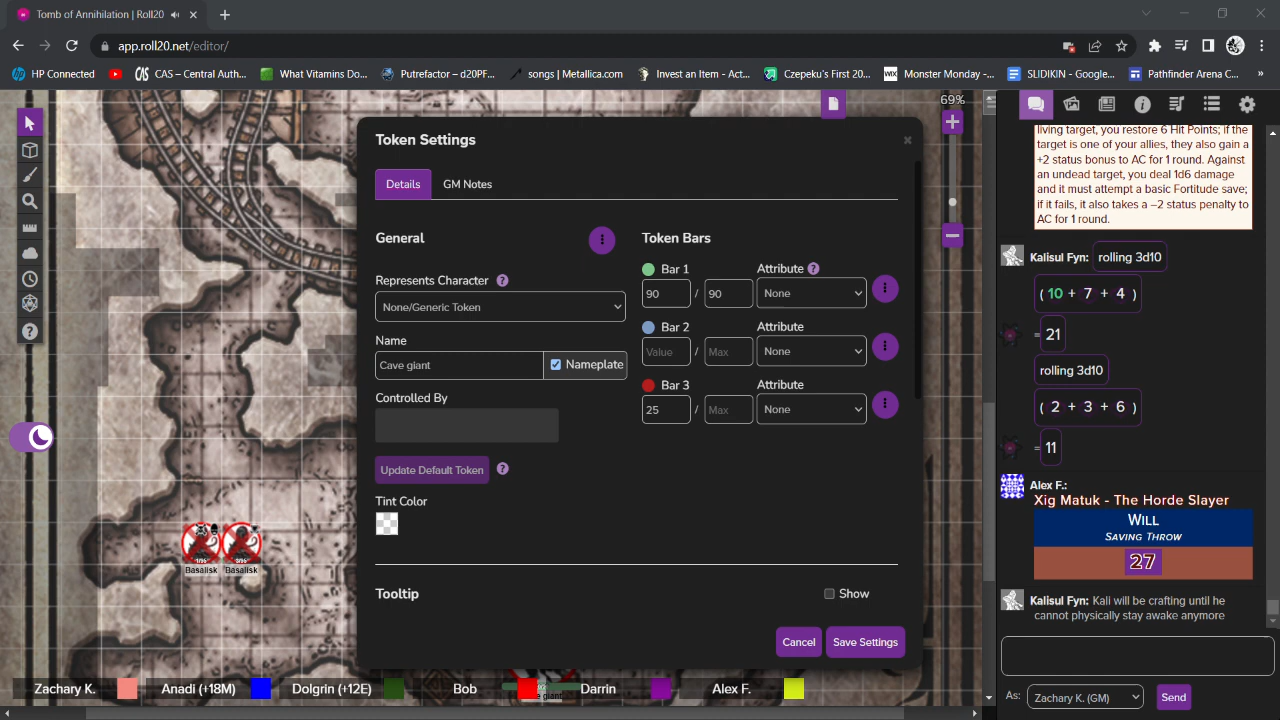 Tomb of Annihilation | Roll20
app.roll20.net/editor/
HP Connected
CAS – Central Auth...
What Vitamins Do...
Putrefactor – d20PF...
songs | Metallica.com
Invest an Item - Act...
Czepeku's First 20...
WIX
Monster Monday -...
SLIDIKIN - Google...
Pathfinder Arena C...
»
69%
Token Settings
Details
GM Notes
General
Represents Character
None/Generic Token
Name
Cave giant
Nameplate
Controlled By
Update Default Token
Tint Color
Token Bars
Bar 1
Attribute
90 / 90
None
Bar 2
Attribute
Value / Max
None
Bar 3
Attribute
25 / Max
None
Tooltip
Show
Cancel
Save Settings
Basalisk
Basalisk
Zachary K.
Anadi (+18M)
Dolgrin (+12E)
Bob
Darrin
Alex F.
living target, you restore 6 Hit Points; if the
target is one of your allies, they also gain a
+2 status bonus to AC for 1 round. Against
an undead target, you deal 1d6 damage
and it must attempt a basic Fortitude save;
if it fails, it also takes a –2 status penalty to
AC for 1 round.
Kalisul Fyn: rolling 3d10
( 10 + 7 + 4 )
= 21
rolling 3d10
( 2 + 3 + 6 )
= 11
Alex F.:
Xig Matuk - The Horde Slayer
WILL
SAVING THROW
27
Kalisul Fyn: Kali will be crafting until he
cannot physically stay awake anymore
As:
Zachary K. (GM)
Send